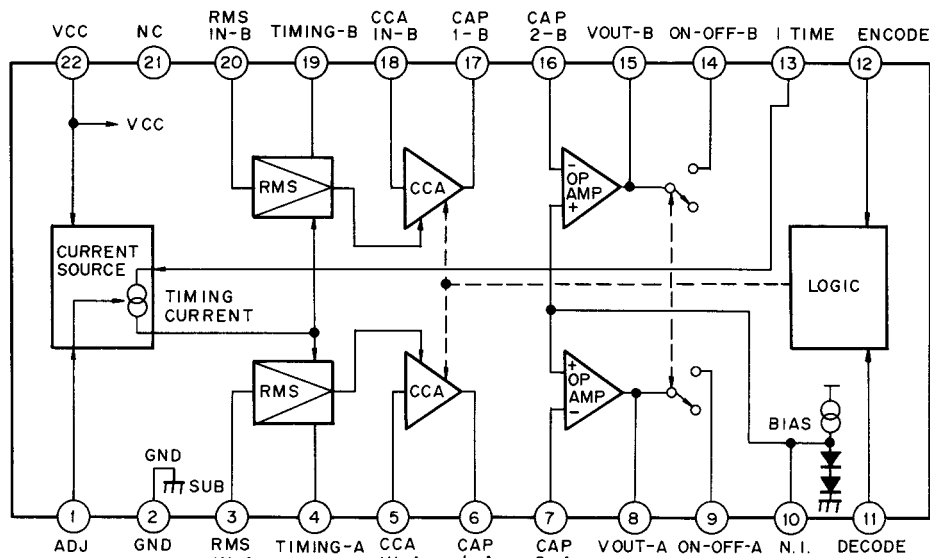 RMS
IN-B
CCA
IN-B
CAP
1-B
CAP
2-B
VCC
NC
TIMING-B
VOUT-B
ON-OFF-B
I TIME
ENCODE
22
21
20
19
18
17
16
15
14
13
12
VCC
RMS
CCA
-
OP
AMP
+
CURRENT
SOURCE
TIMING
CURRENT
LOGIC
RMS
CCA
+
OP
AMP
-
BIAS
GND
SUB
1
2
3
4
5
6
7
8
9
10
11
ADJ
GND
RMS
TIMING-A
CCA
CAP
CAP
VOUT-A
ON-OFF-A
N.I.
DECODE